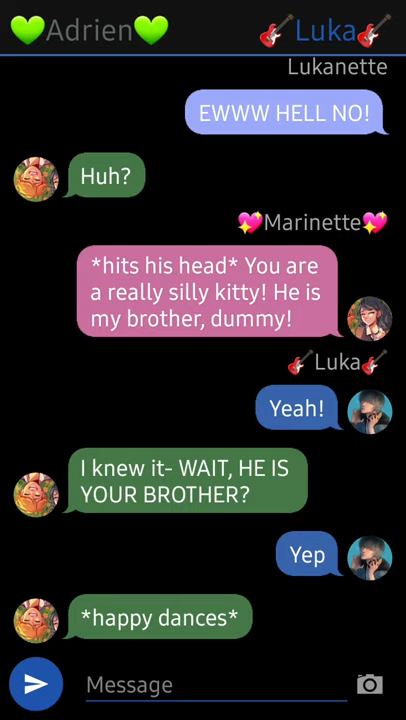 💚Adrien💚 🎸Luka🎸
Lukanette
EWWW HELL NO!
Huh?
💖Marinette💖
*hits his head* You are
a really silly kitty! He is
my brother, dummy!
🎸Luka🎸
Yeah!
I knew it- WAIT, HE IS
YOUR BROTHER?
Yep
*happy dances*
Message